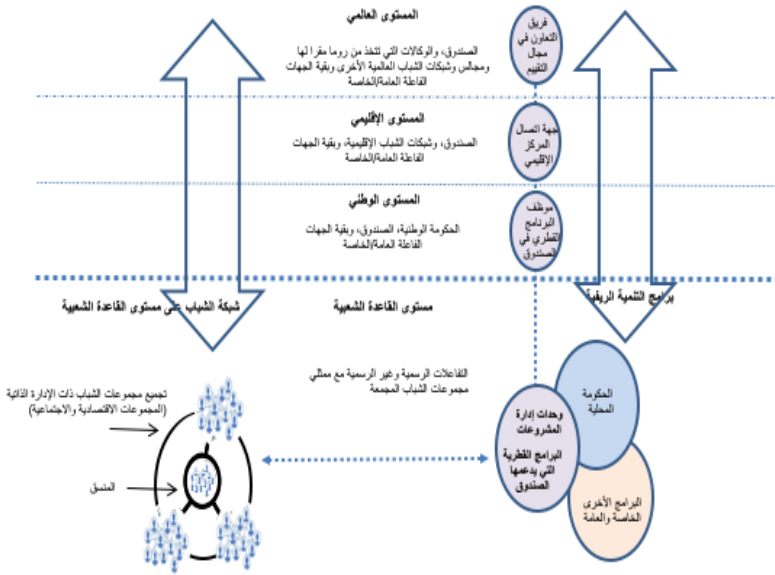 المستوى العالمي
الصندوق، والوكالات التي تتخذ من روما مقرا لها
ومجالس وشبكات الشباب العالمية الأخرى وبقية الجهات
الفاعلة العامة/الخاصة
فريق
التعاون في
مجال
التقييم
المستوى الإقليمي
الصندوق، وشبكات الشباب الإقليمية، وبقية الجهات
الفاعلة العامة/الخاصة
جهة اتصال
المركز
الإقليمي
المستوى الوطني
الحكومة الوطنية، الصندوق، وبقية الجهات
الفاعلة العامة/الخاصة
موظف
البرنامج
القطري في
الصندوق
برامج التنمية الريفية
مستوى القاعدة الشعبية
شبكة الشباب على مستوى القاعدة الشعبية
التفاعلات الرسمية وغير الرسمية مع ممثلي
مجموعات الشباب المجمعة
تجميع مجموعات الشباب ذات الإدارة الذاتية
(المجموعات الاقتصادية والاجتماعية)
المنسق
الحكومة
المحلية
وحدات إدارة
المشروعات
البرامج القطرية
التي يدعمها
الصندوق
البرامج الأخرى
الخاصة والعامة